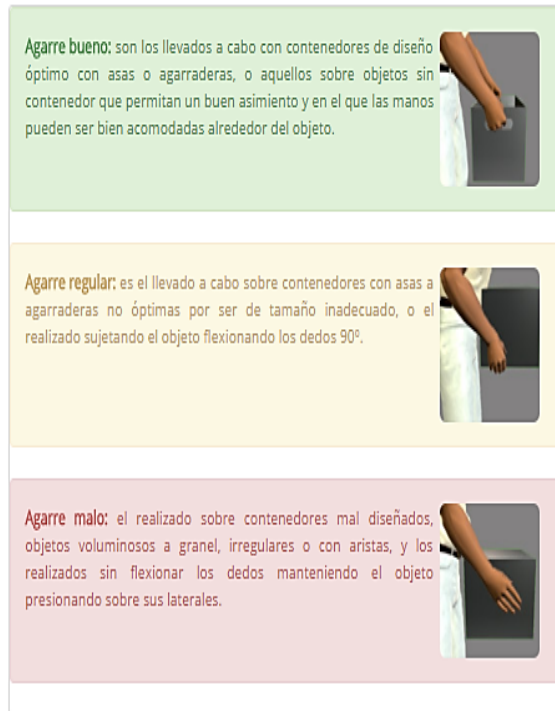 Agarre bueno: son los llevados a cabo con contenedores de diseño
óptimo con asas o agarraderas, o aquellos sobre objetos sin
contenedor que permitan un buen asimiento y en el que las manos
pueden ser bien acomodadas alrededor del objeto.
Agarre regular: es el llevado a cabo sobre contenedores con asas a
agarraderas no óptimas por ser de tamaño inadecuado, o el
realizado sujetando el objeto flexionando los dedos 90º.
Agarre malo: el realizado sobre contenedores mal diseñados,
objetos voluminosos a granel, irregulares o con aristas, y los
realizados sin flexionar los dedos manteniendo el objeto
presionando sobre sus laterales.